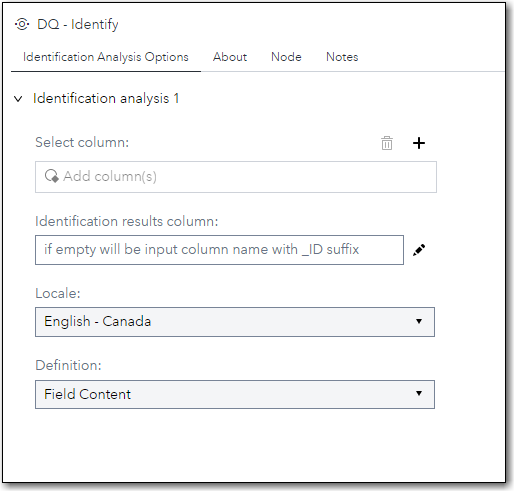 DQ - Identify
Identification Analysis Options About Node Notes
Identification analysis 1
Select column:
Add column(s)
Identification results column:
if empty will be input column name with _ID suffix
Locale:
English - Canada
Definition:
Field Content